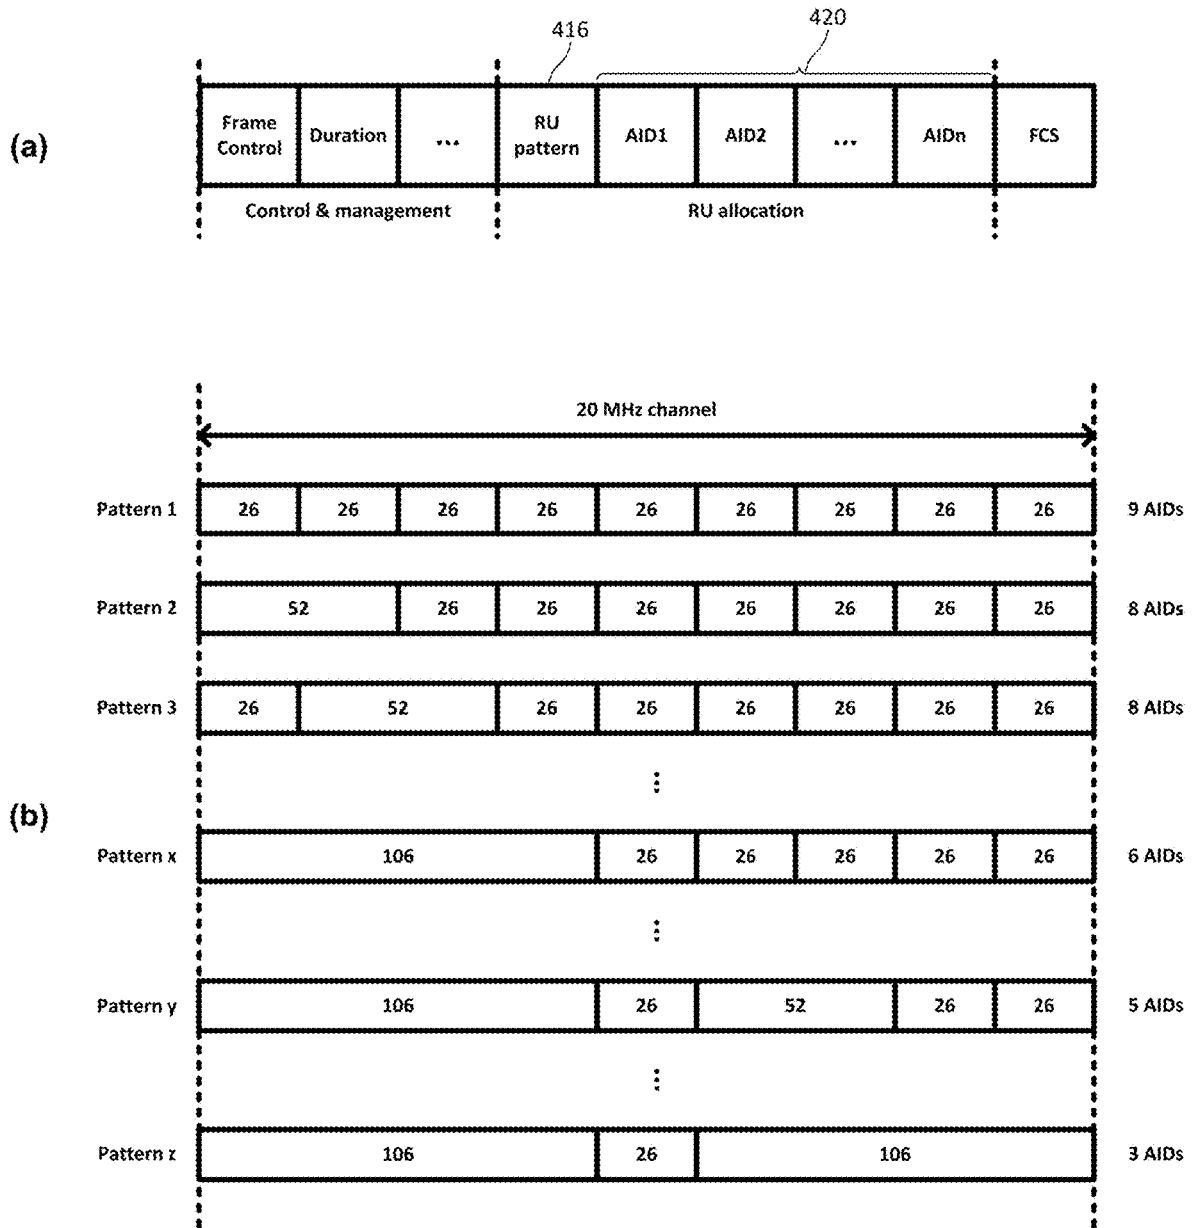 416
420
(a)
Frame Control Duration ... RU pattern AID1 AID2 ... AIDn FCS
Control & management RU allocation
20 MHz channel
Pattern 1 26 26 26 26 26 26 26 26 26 9 AIDs
Pattern 2 52 26 26 26 26 26 26 26 8 AIDs
Pattern 3 26 52 26 26 26 26 26 26 8 AIDs
(b)
Pattern x 106 26 26 26 26 26 6 AIDs
Pattern y 106 26 52 26 26 5 AIDs
Pattern z 106 26 106 3 AIDs